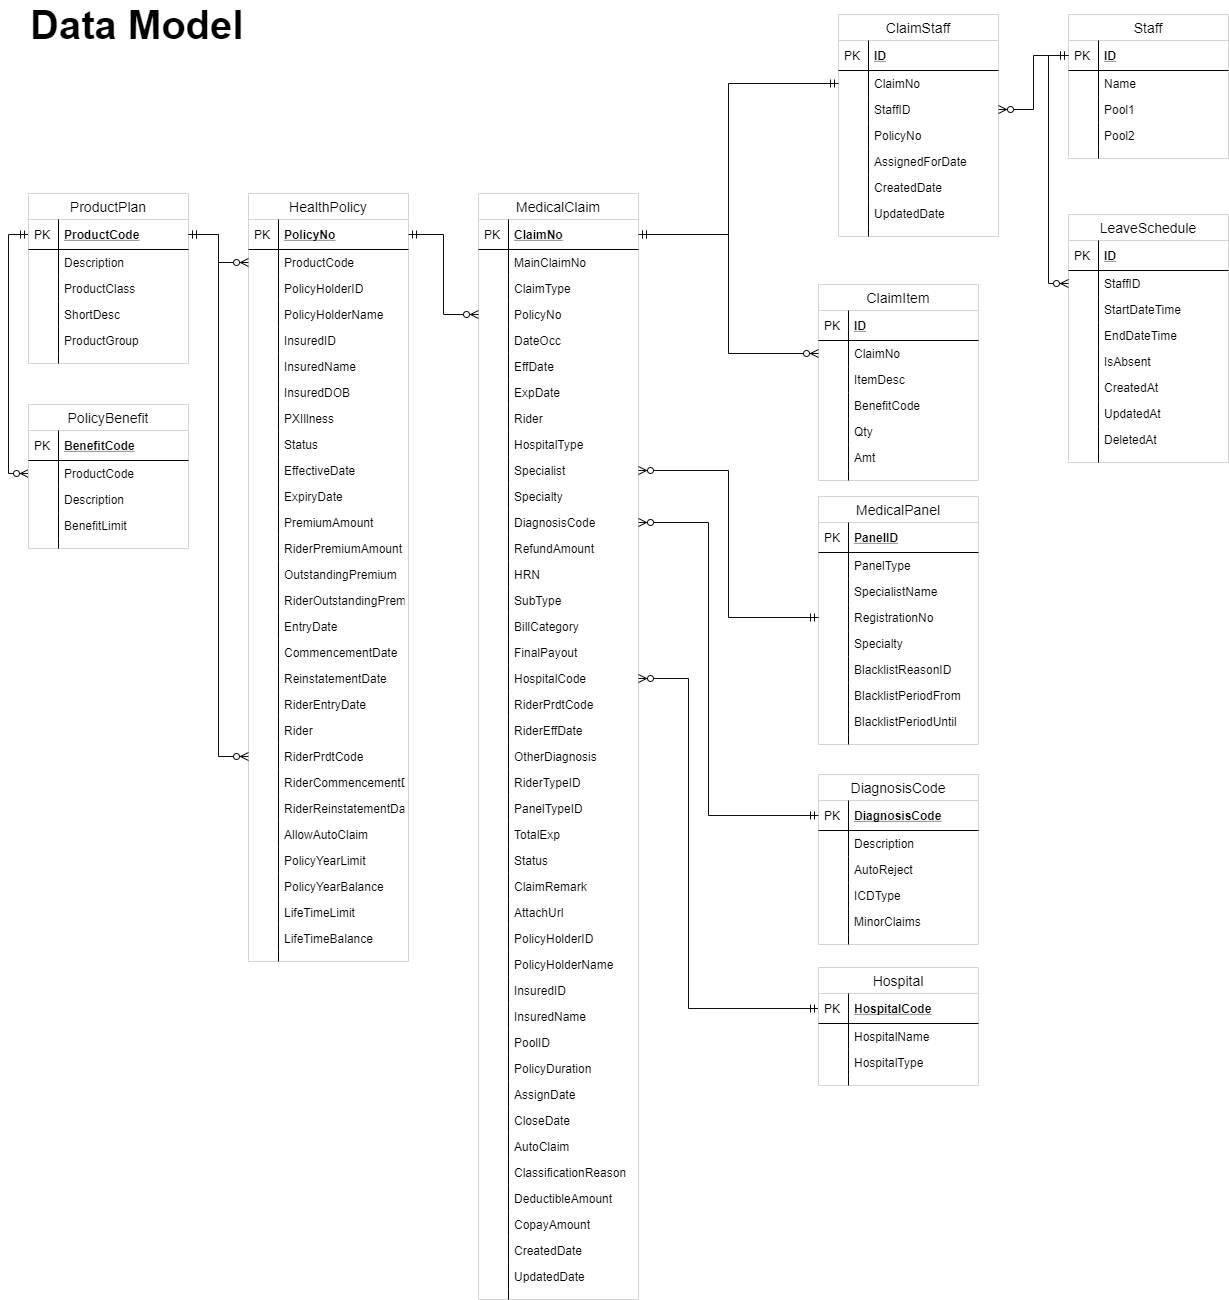 Data Model
ProductPlan
PK ProductCode
Description
ProductClass
ShortDesc
ProductGroup
PolicyBenefit
PK BenefitCode
ProductCode
Description
BenefitLimit
HealthPolicy
PK PolicyNo
ProductCode
PolicyHolderID
PolicyHolderName
InsuredID
InsuredName
InsuredDOB
PXIllness
Status
EffectiveDate
ExpiryDate
PremiumAmount
RiderPremiumAmount
OutstandingPremium
RiderOutstandingPrem
EntryDate
CommencementDate
ReinstatementDate
RiderEntryDate
Rider
RiderPrdtCode
RiderCommencementD
RiderReinstatementDa
AllowAutoClaim
PolicyYearLimit
PolicyYearBalance
LifeTimeLimit
LifeTimeBalance
MedicalClaim
PK ClaimNo
MainClaimNo
ClaimType
PolicyNo
DateOcc
EffDate
ExpDate
Rider
HospitalType
Specialist
Specialty
DiagnosisCode
RefundAmount
HRN
SubType
BillCategory
FinalPayout
HospitalCode
RiderPrdtCode
RiderEffDate
OtherDiagnosis
RiderTypeID
PanelTypeID
TotalExp
Status
ClaimRemark
AttachUrl
PolicyHolderID
PolicyHolderName
InsuredID
InsuredName
PoolID
PolicyDuration
AssignDate
CloseDate
AutoClaim
ClassificationReason
DeductibleAmount
CopayAmount
CreatedDate
UpdatedDate
ClaimStaff
PK ID
ClaimNo
StaffID
PolicyNo
AssignedForDate
CreatedDate
UpdatedDate
ClaimItem
PK ID
ClaimNo
ItemDesc
BenefitCode
Qty
Amt
MedicalPanel
PK PanelID
PanelType
SpecialistName
RegistrationNo
Specialty
BlacklistReasonID
BlacklistPeriodFrom
BlacklistPeriodUntil
DiagnosisCode
PK DiagnosisCode
Description
AutoReject
ICDType
MinorClaims
Hospital
PK HospitalCode
HospitalName
HospitalType
Staff
PK ID
Name
Pool1
Pool2
LeaveSchedule
PK ID
StaffID
StartDateTime
EndDateTime
IsAbsent
CreatedAt
UpdatedAt
DeletedAt